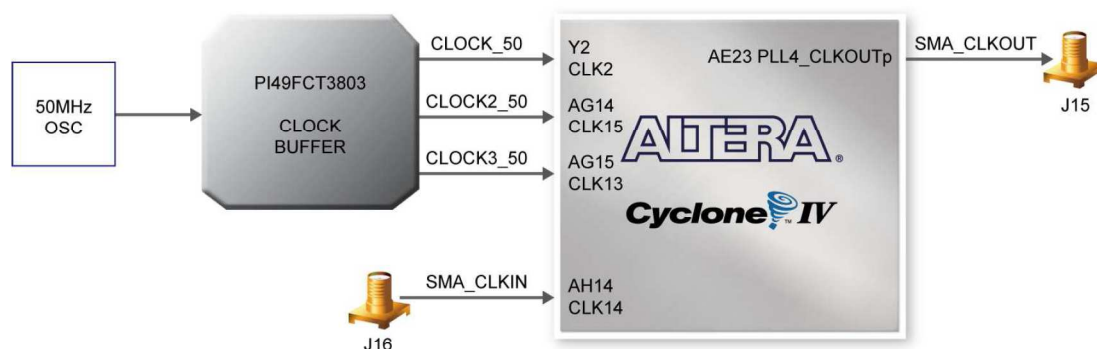 50MHz
OSC
PI49FCT3803
CLOCK
BUFFER
CLOCK_50
CLOCK2_50
CLOCK3_50
SMA_CLKIN
J16
Y2
CLK2
AG14
CLK15
AG15
CLK13
AH14
CLK14
AE23 PLL4_CLKOUTp
ALTERA®
Cyclone™ IV
SMA_CLKOUT
J15